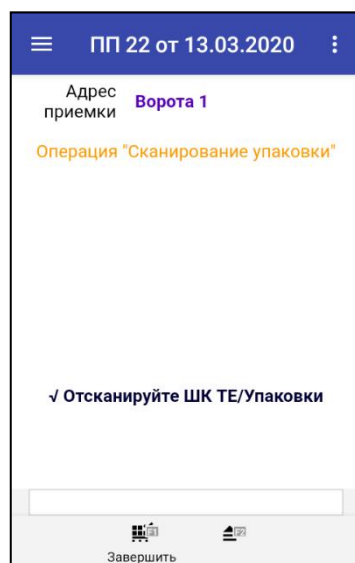 ПП 22 от 13.03.2020
Адрес
приемки
Ворота 1
Операция "Сканирование упаковки"
√ Отсканируйте ШК ТЕ/Упаковки
Завершить